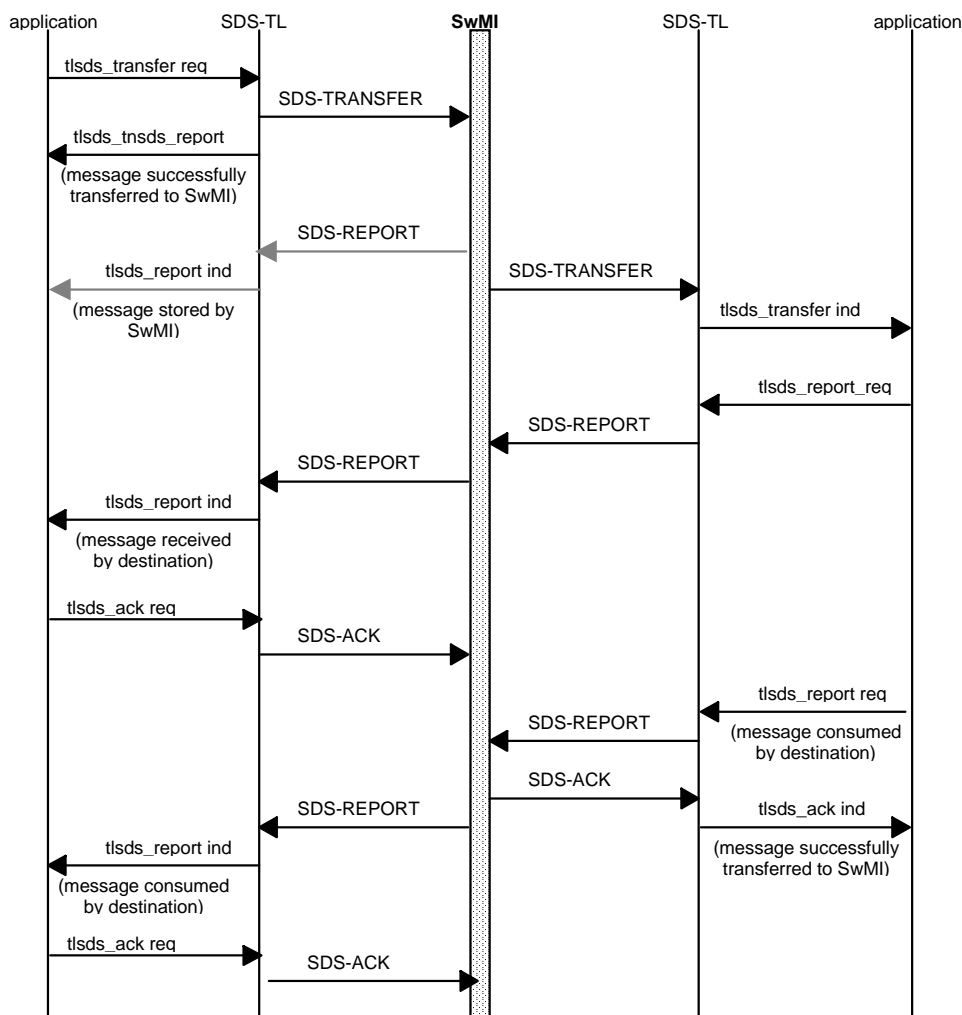 application SDS-TL SwMI SDS-TL application
tlsds_transfer req
SDS-TRANSFER
tlsds_tnsds_report
(message successfully
transferred to SwMI)
SDS-REPORT
tlsds_report ind
SDS-TRANSFER
(message stored by
SwMI)
tlsds_transfer ind
tlsds_report_req
SDS-REPORT
SDS-REPORT
tlsds_report ind
(message received
by destination)
tlsds_ack req
SDS-ACK
tlsds_report req
SDS-REPORT
(message consumed
by destination)
SDS-ACK
SDS-REPORT
tlsds_ack ind
(message successfully
transferred to SwMI)
tlsds_report ind
(message consumed
by destination)
tlsds_ack req
SDS-ACK